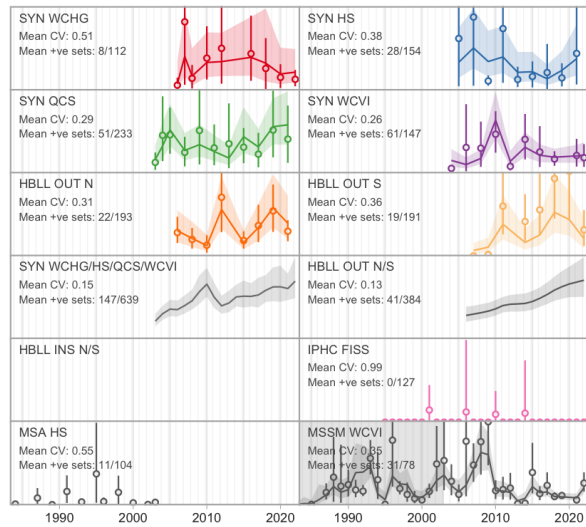 SYN WCHG
Mean CV: 0.51
Mean +ve sets: 8/112
SYN HS
Mean CV: 0.38
Mean +ve sets: 28/154
SYN QCS
Mean CV: 0.29
Mean +ve sets: 51/233
SYN WCVI
Mean CV: 0.26
Mean +ve sets: 61/147
HBLL OUT N
Mean CV: 0.31
Mean +ve sets: 22/193
HBLL OUT S
Mean CV: 0.36
Mean +ve sets: 19/191
SYN WCHG/HS/QCS/WCVI
Mean CV: 0.15
Mean +ve sets: 147/639
HBLL OUT N/S
Mean CV: 0.13
Mean +ve sets: 41/384
HBLL INS N/S
IPHC FISS
Mean CV: 0.99
Mean +ve sets: 0/127
MSA HS
Mean CV: 0.55
Mean +ve sets: 11/104
MSSM WCVI
Mean CV: 0.35
Mean +ve sets: 31/78
1990 2000 2010 2020
1990 2000 2010 2020